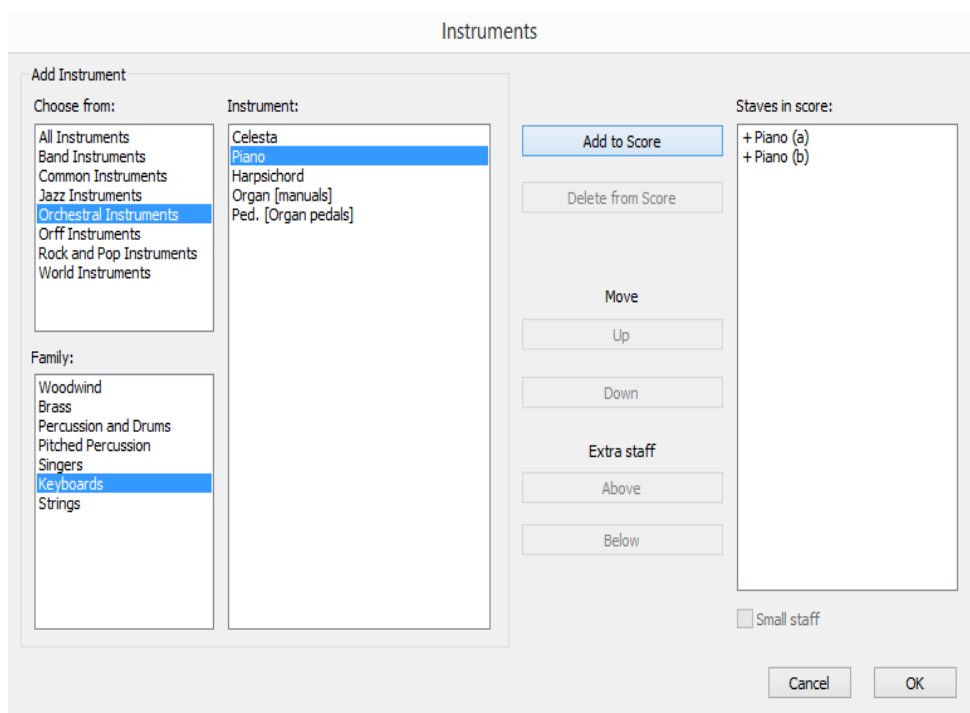 Instruments
Add Instrument
Choose from:
All Instruments
Band Instruments
Common Instruments
Jazz Instruments
Orchestral Instruments
Orff Instruments
Rock and Pop Instruments
World Instruments
Family:
Woodwind
Brass
Percussion and Drums
Pitched Percussion
Singers
Keyboards
Strings
Instrument:
Celesta
Piano
Harpsichord
Organ [manuals]
Ped. [Organ pedals]
Add to Score
Delete from Score
Move
Up
Down
Extra staff
Above
Below
Staves in score:
+ Piano (a)
+ Piano (b)
Small staff
Cancel
OK